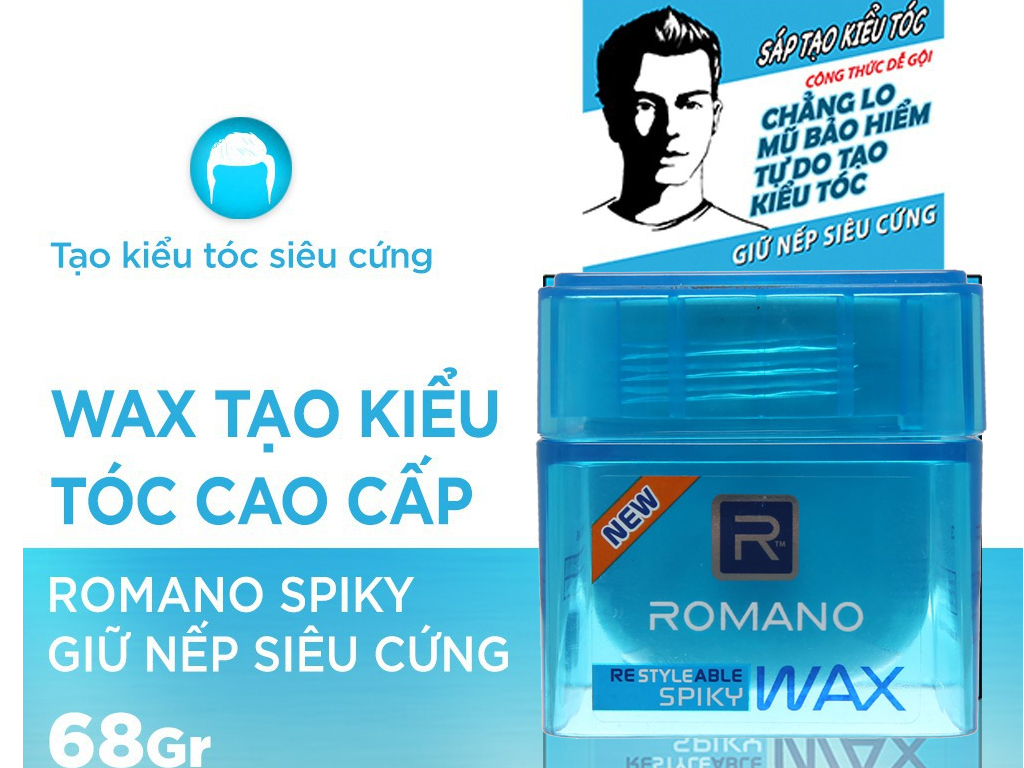 SÁP TẠO KIỂU TÓC
CÔNG THỨC DỄ GỘI
CHẲNG LO
MŨ BẢO HIỂM
TỰ DO TẠO
KIỂU TÓC
GIỮ NẾP SIÊU CỨNG
Tạo kiểu tóc siêu cứng
WAX TẠO KIỂU
TÓC CAO CẤP
ROMANO SPIKY
GIỮ NẾP SIÊU CỨNG
68Gr
NEW
R™
ROMANO
RESTYLEABLE
SPIKY WAX